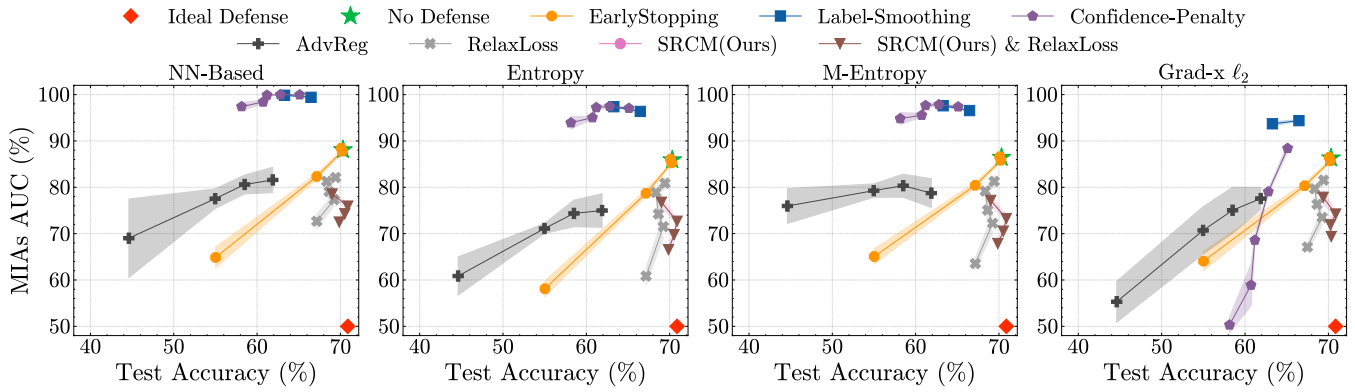 Ideal Defense No Defense EarlyStopping Label-Smoothing Confidence-Penalty
AdvReg RelaxLoss SRCM(Ours) SRCM(Ours) & RelaxLoss
NN-Based Entropy M-Entropy Grad-x ℓ₂
MIAs AUC (%)
100 100 100 100
90 90 90 90
80 80 80 80
70 70 70 70
60 60 60 60
50 50 50 50
40 50 60 70 40 50 60 70 40 50 60 70 40 50 60 70
Test Accuracy (%) Test Accuracy (%) Test Accuracy (%) Test Accuracy (%)